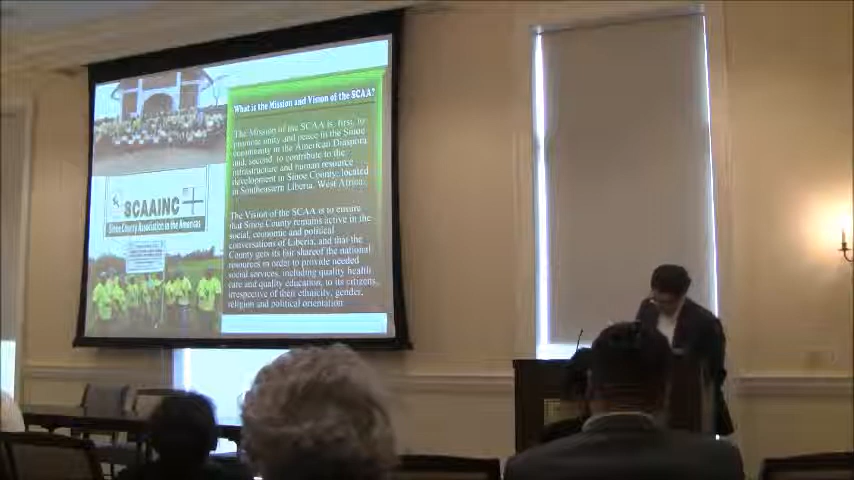 What is the Mission and Vision of the SCAA?
The Mission of the SCAA is, first, to
promote unity and peace in the Sinoe
community in the American Diaspora
and, second, to contribute to the
infrastructure and human resource
development in Sinoe County, located
in Southeastern Liberia, West African.
The Vision of the SCAA is to ensure
that Sinoe County remains active in the
social, economic and political
conversations of Liberia, and that the
County gets its fair share of the national
resources in order to provide needed
social services, including quality health
care and quality education, to its citizens,
irrespective of their ethnicity, gender,
religion and political orientation.
SCAAINC
Sinoe County Association in the Americas